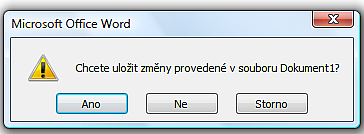 Microsoft Office Word
Chcete uložit změny provedené v souboru Dokument1?
Ano Ne Storno